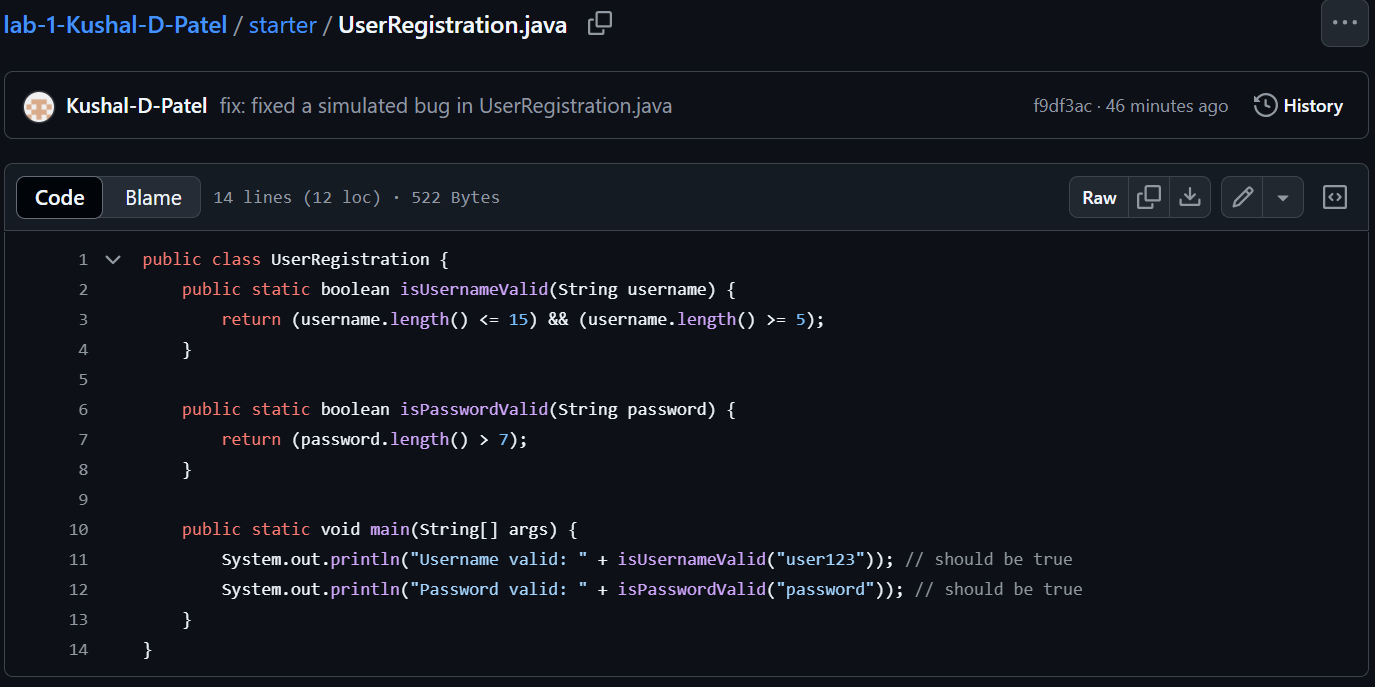 lab-1-Kushal-D-Patel / starter / UserRegistration.java
Kushal-D-Patel fix: fixed a simulated bug in UserRegistration.java f9df3ac · 46 minutes ago History
Code Blame 14 lines (12 loc) · 522 Bytes Raw
1 public class UserRegistration {
2     public static boolean isUsernameValid(String username) {
3         return (username.length() <= 15) && (username.length() >= 5);
4     }
5
6     public static boolean isPasswordValid(String password) {
7         return (password.length() > 7);
8     }
9
10     public static void main(String[] args) {
11         System.out.println("Username valid: " + isUsernameValid("user123")); // should be true
12         System.out.println("Password valid: " + isPasswordValid("password")); // should be true
13     }
14 }